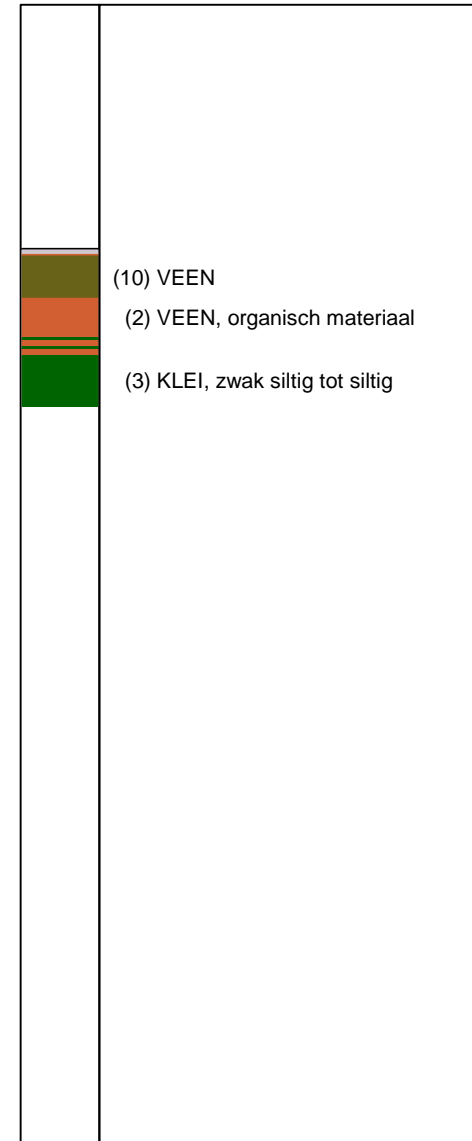 (10) VEEN
(2) VEEN, organisch materiaal
(3) KLEI, zwak siltig tot siltig